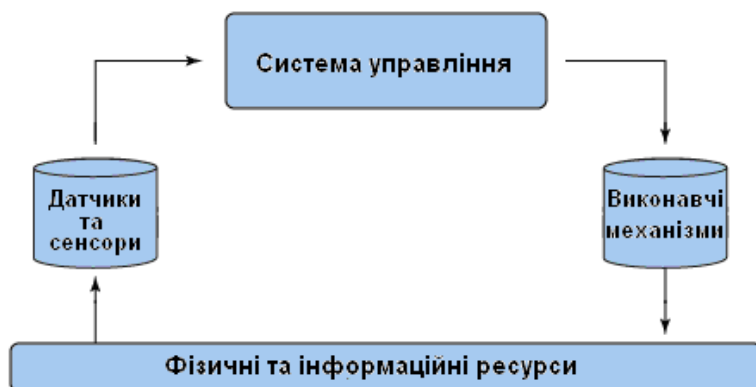 Система управління
Датчики
та
сенсори
Виконавчі
механізми
Фізичні та інформаційні ресурси